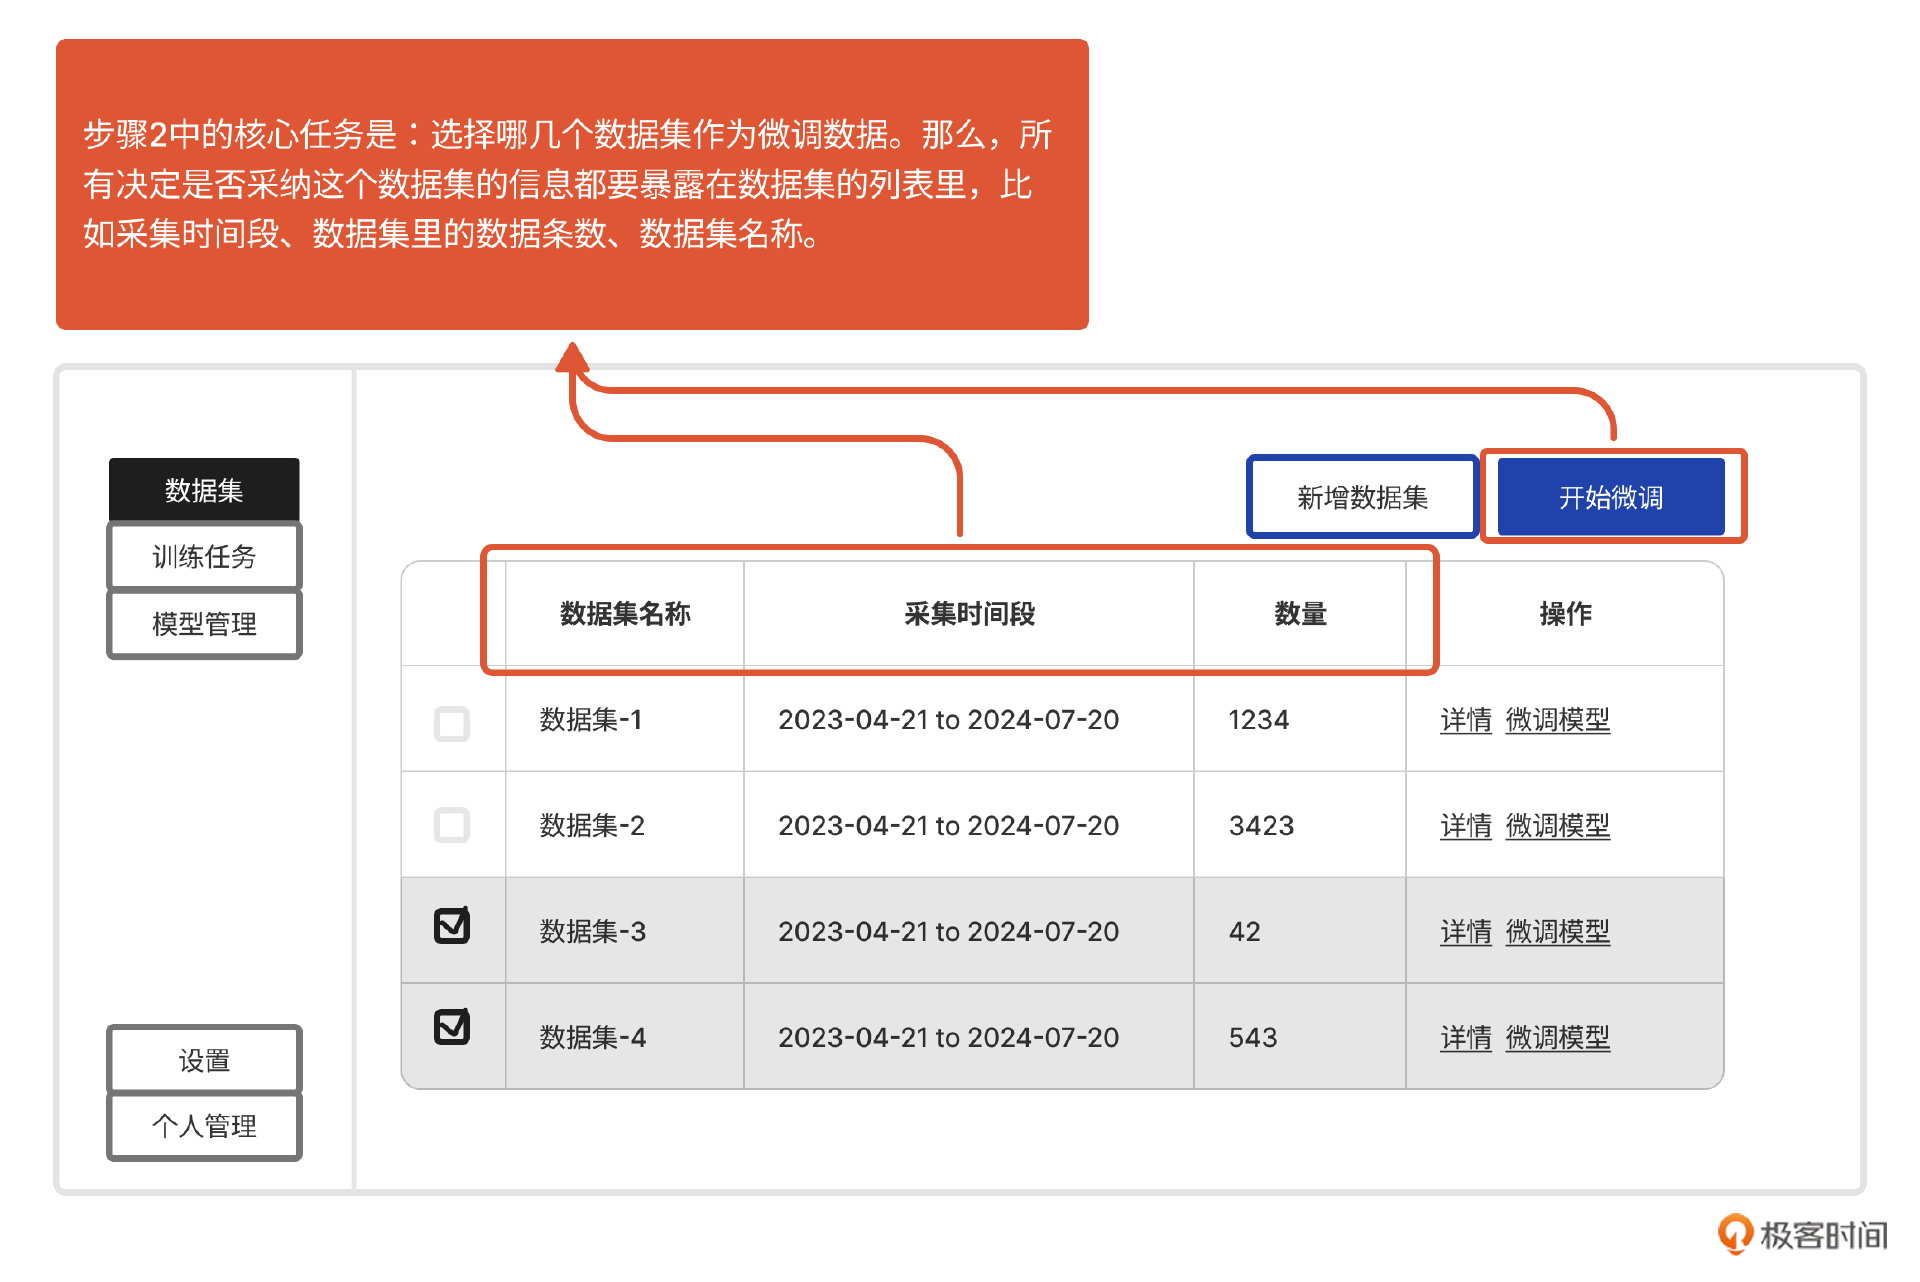 步骤2中的核心任务是：选择哪几个数据集作为微调数据。那么，所
有决定是否采纳这个数据集的信息都要暴露在数据集的列表里，比
如采集时间段、数据集里的数据条数、数据集名称。
数据集
训练任务
模型管理
设置
个人管理
新增数据集 开始微调
数据集名称 采集时间段 数量 操作
数据集-1 2023-04-21 to 2024-07-20 1234 详情 微调模型
数据集-2 2023-04-21 to 2024-07-20 3423 详情 微调模型
数据集-3 2023-04-21 to 2024-07-20 42 详情 微调模型
数据集-4 2023-04-21 to 2024-07-20 543 详情 微调模型
极客时间